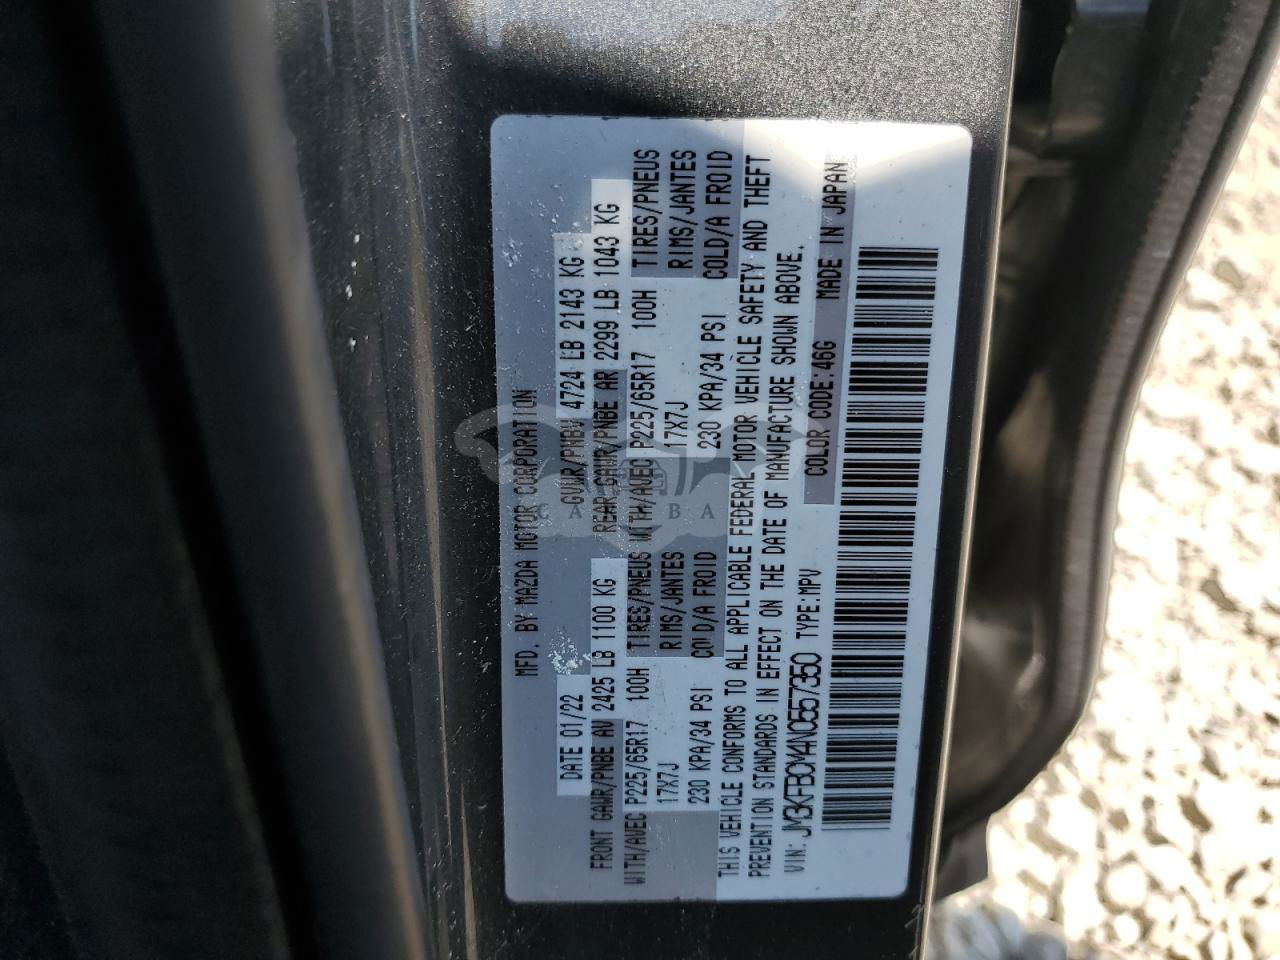 MFD. BY MAZDA MOTOR CORPORATION
DATE 01/22 GVWR/PNBV 4724 LB 2143 KG
FRONT GAWR/PNBE AV 2425 LB 1100 KG REAR GAWR/PNBE AR 2299 LB 1043 KG
WITH/AVEC P225/65R17 100H TIRES/PNEUS WITH/AVEC P225/65R17 100H TIRES/PNEUS
17X7J RIMS/JANTES 17X7J RIMS/JANTES
230 KPA/34 PSI COLD/A FROID 230 KPA/34 PSI COLD/A FROID
THIS VEHICLE CONFORMS TO ALL APPLICABLE FEDERAL MOTOR VEHICLE SAFETY AND THEFT
PREVENTION STANDARDS IN EFFECT ON THE DATE OF MANUFACTURE SHOWN ABOVE.
VIN: JM3KFBCM4N0557350 TYPE:MPV COLOR CODE:46G MADE IN JAPAN